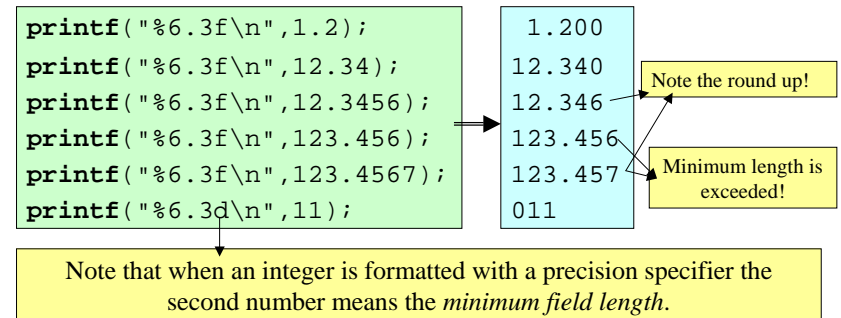 printf("%6.3f\n",1.2);
printf("%6.3f\n",12.34);
printf("%6.3f\n",12.3456);
printf("%6.3f\n",123.456);
printf("%6.3f\n",123.4567);
printf("%6.3d\n",11);
1.200
12.340
12.346
123.456
123.457
011
Note the round up!
Minimum length is
exceeded!
Note that when an integer is formatted with a precision specifier the
second number means the minimum field length.